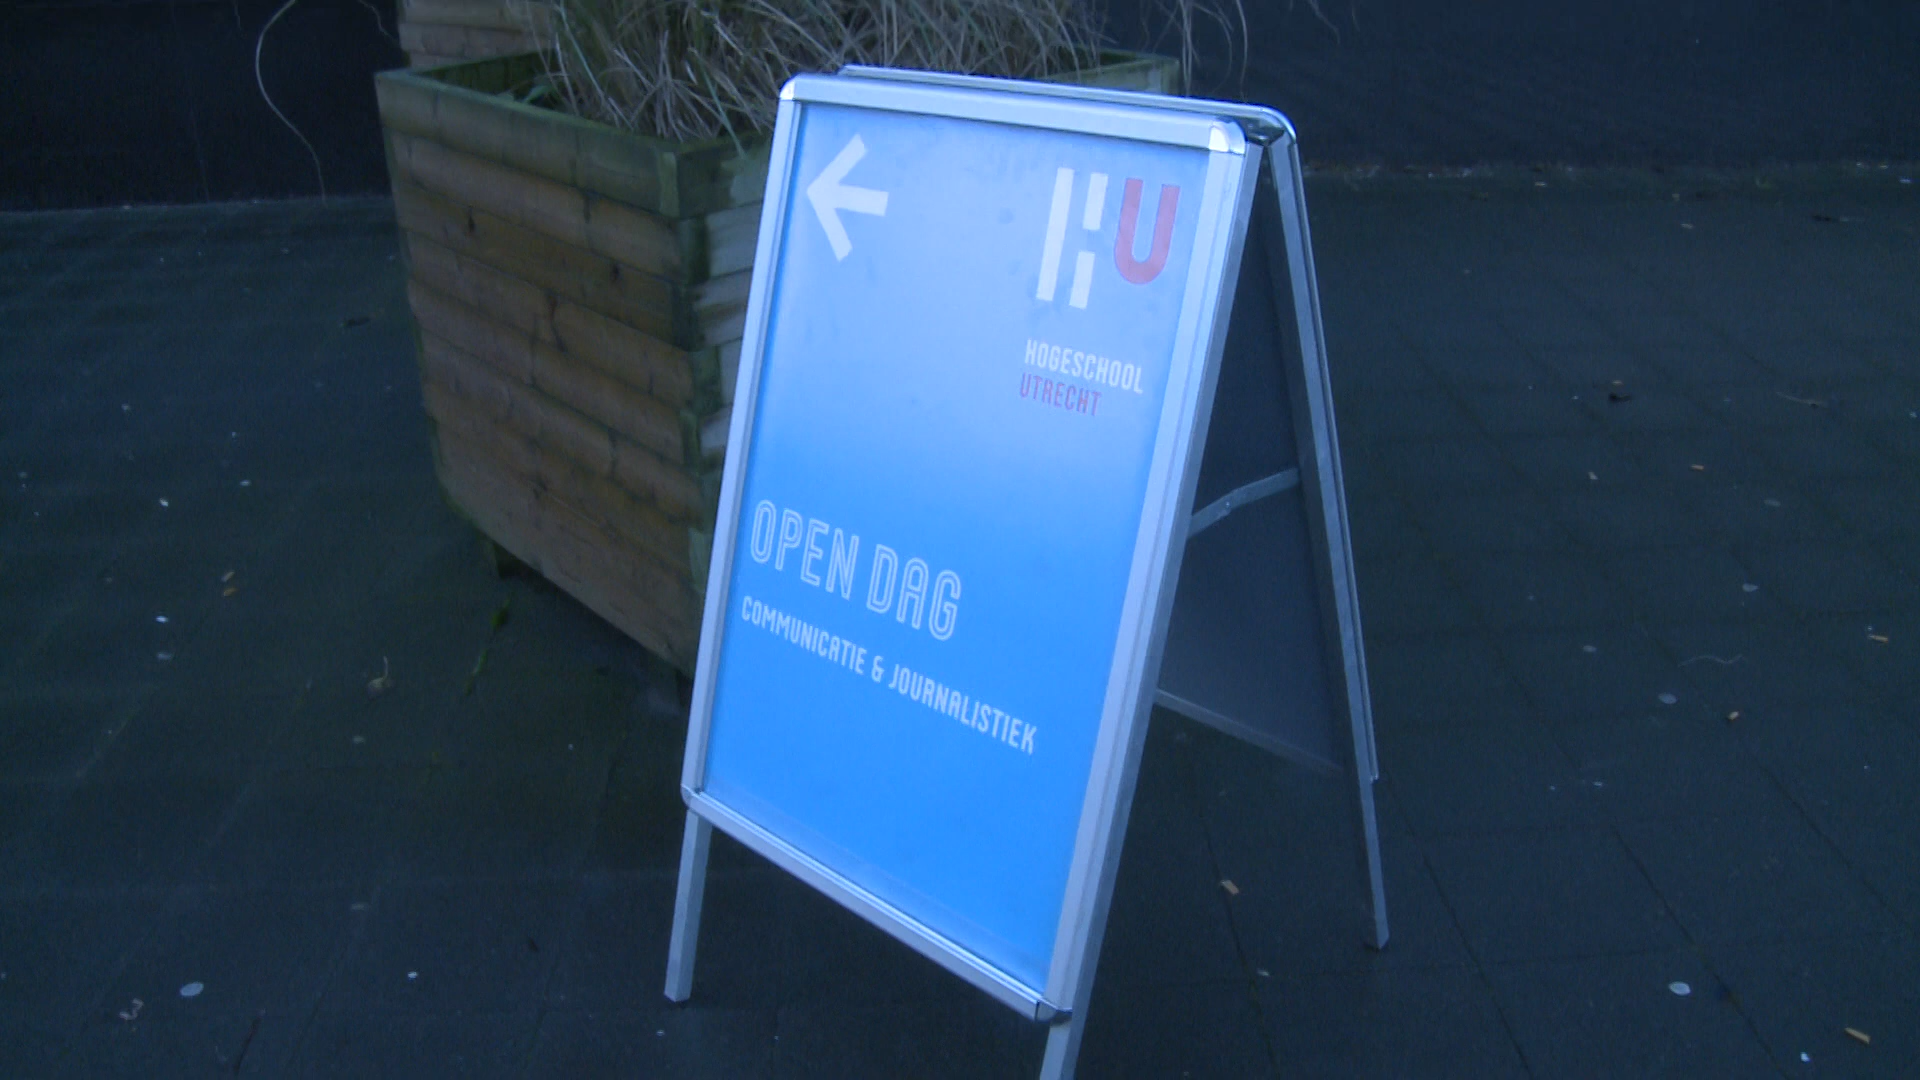 HU
HOGESCHOOL
UTRECHT
OPEN DAG
COMMUNICATIE & JOURNALISTIEK